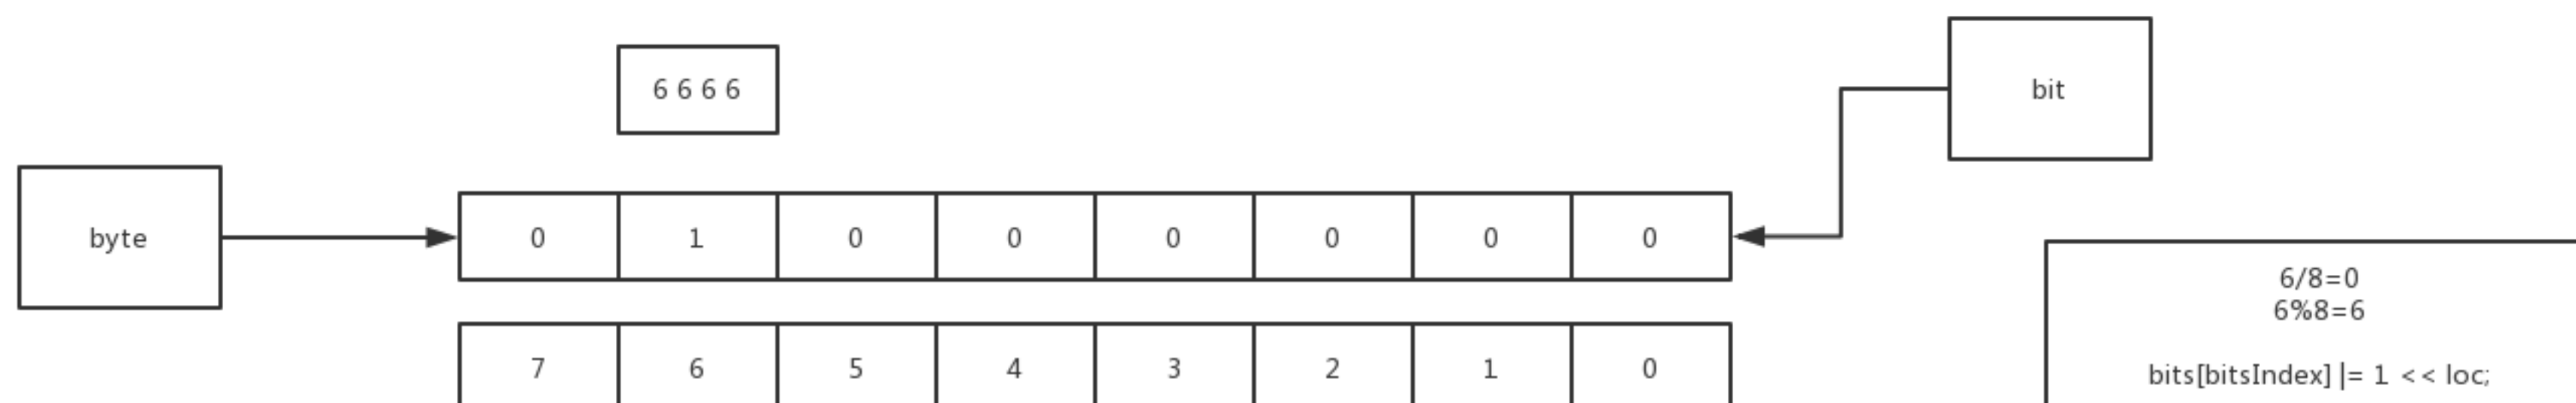 6 6 6 6
bit
byte
0 1 0 0 0 0 0 0
7 6 5 4 3 2 1 0
6/8=0
6%8=6
bits[bitsIndex] |= 1 << loc;